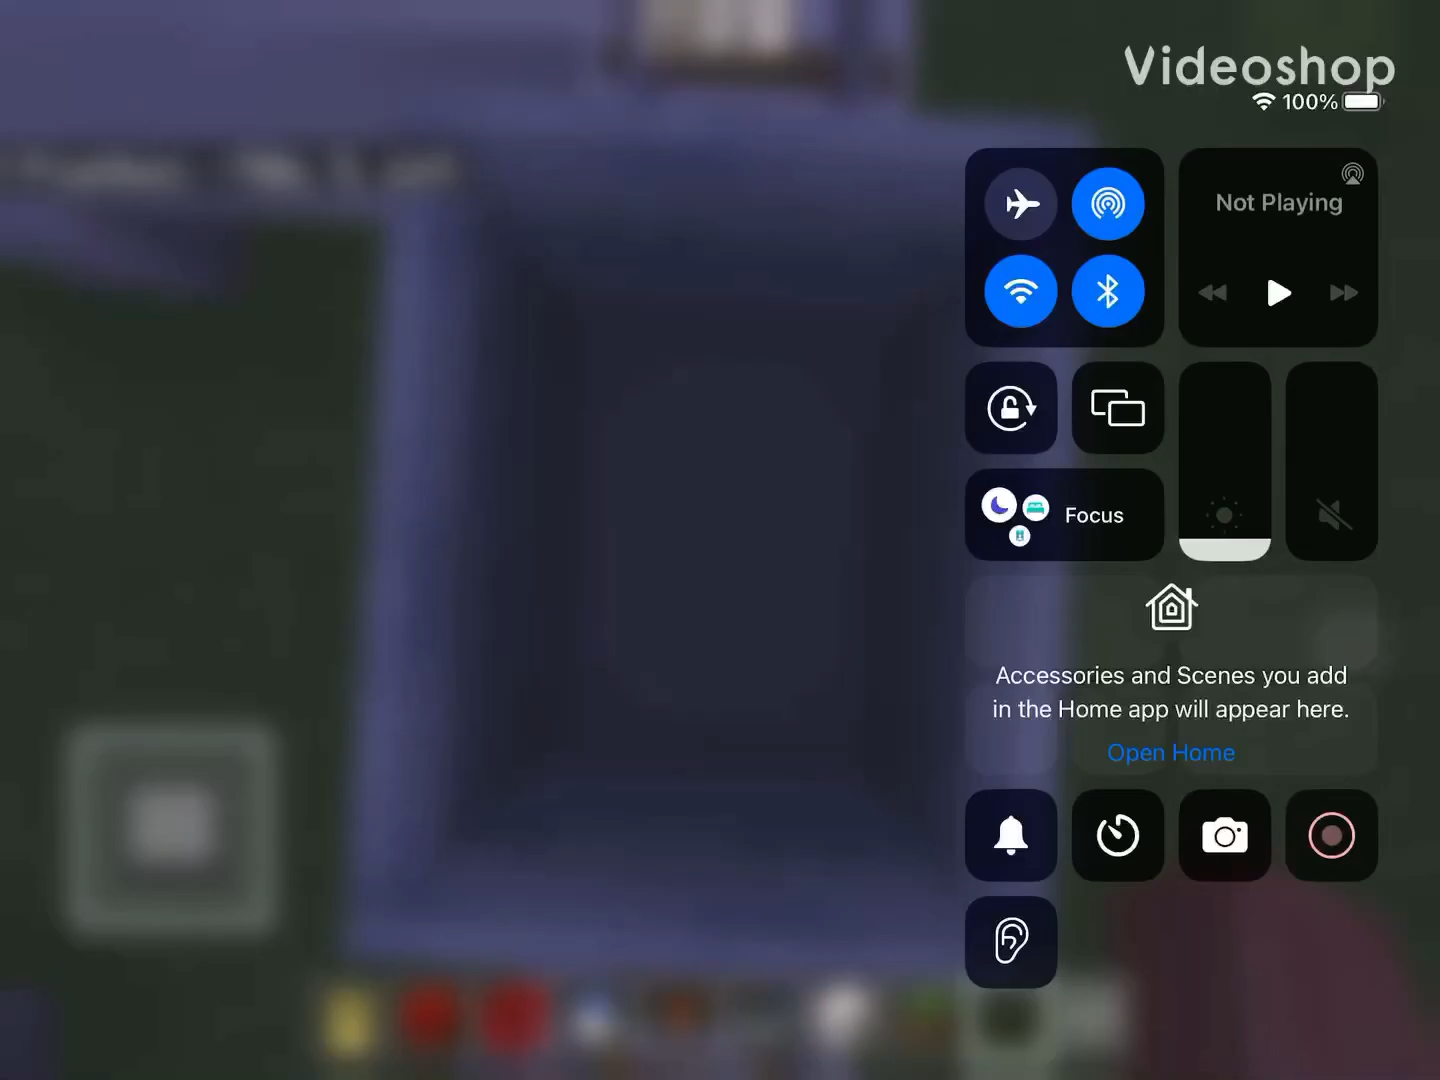 Videoshop
100%
Not Playing
Focus
Accessories and Scenes you add
in the Home app will appear here.
Open Home